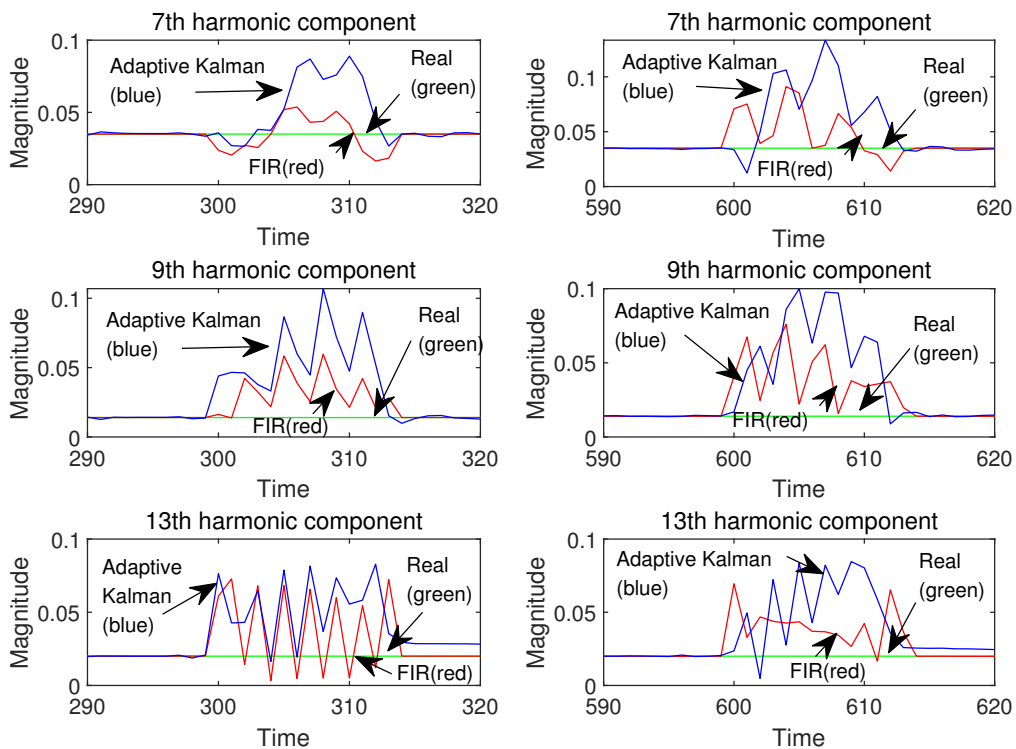 7th harmonic component
0.1
0.05
0
Magnitude
Adaptive Kalman
(blue)
Real
(green)
FIR(red)
290
300
310
320
Time
7th harmonic component
0.1
0.05
0
Magnitude
Adaptive Kalman
(blue)
Real
(green)
FIR(red)
590
600
610
620
Time
9th harmonic component
0.1
0.05
0
Magnitude
Adaptive Kalman
(blue)
Real
(green)
FIR(red)
290
300
310
320
Time
9th harmonic component
0.1
0.05
0
Magnitude
Adaptive Kalman
(blue)
Real
(green)
FIR(red)
590
600
610
620
Time
13th harmonic component
0.1
0.05
0
Magnitude
Adaptive
Kalman
(blue)
Real
(green)
FIR(red)
290
300
310
320
Time
13th harmonic component
0.1
0.05
0
Magnitude
Adaptive Kalman
(blue)
Real
(green)
FIR(red)
590
600
610
620
Time